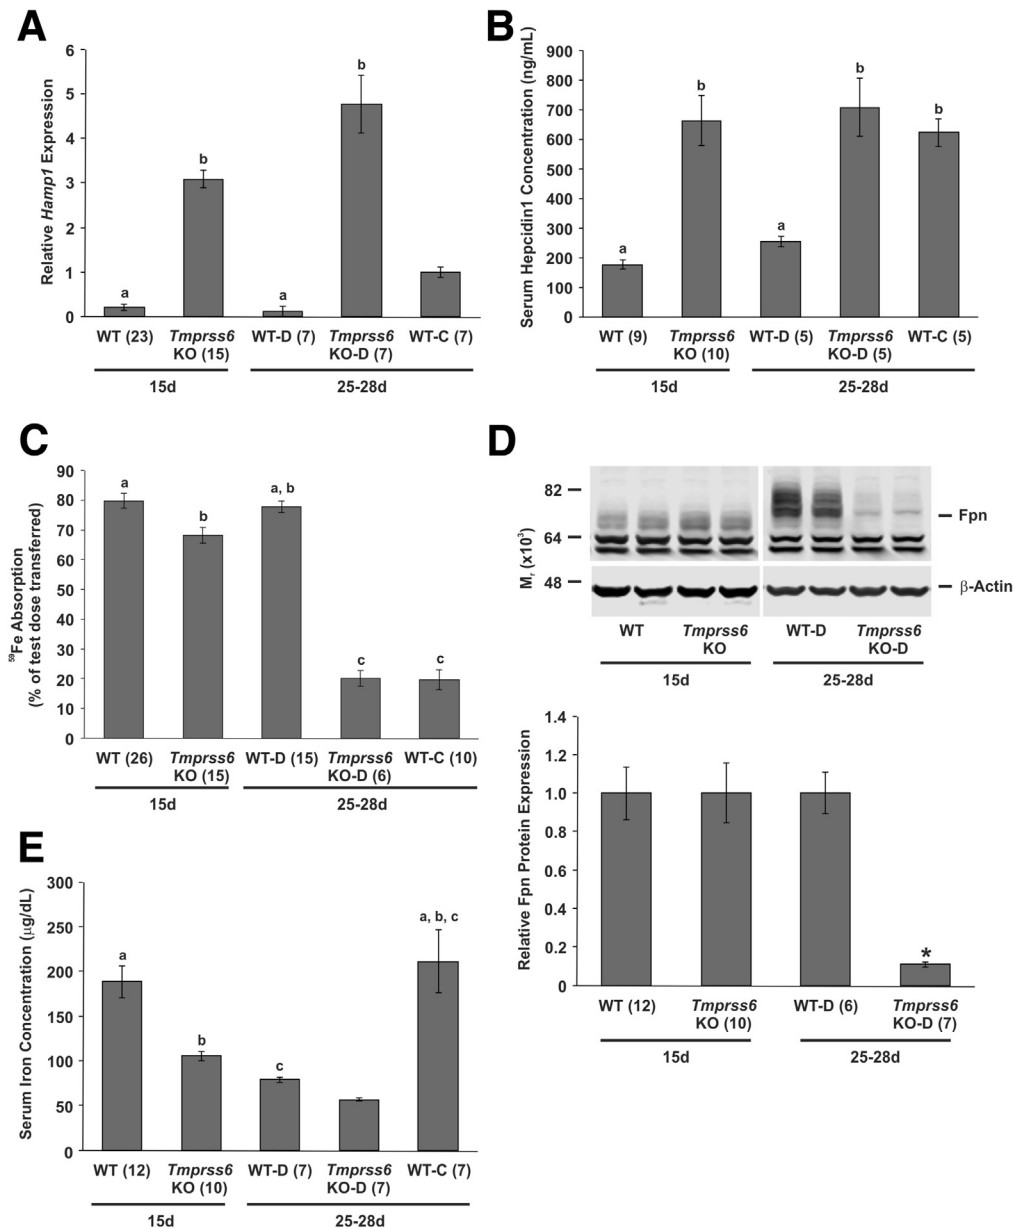 A
Relative Hamp1 Expression
6
5
4
3
2
1
0
a
b
a
b
WT (23)
Tmprss6
KO (15)
WT-D (7)
Tmprss6
KO-D (7)
WT-C (7)
15d
25-28d
B
Serum Hepcidin1 Concentration (ng/mL)
900
800
700
600
500
400
300
200
100
0
a
b
a
b
b
WT (9)
Tmprss6
KO (10)
WT-D (5)
Tmprss6
KO-D (5)
WT-C (5)
15d
25-28d
C
59Fe Absorption
(% of test dose transferred)
90
80
70
60
50
40
30
20
10
0
a
b
a, b
c
c
WT (26)
Tmprss6
KO (15)
WT-D (15)
Tmprss6
KO-D (6)
WT-C (10)
15d
25-28d
D
Mr (x10³)
82
64
48
Fpn
β-Actin
WT
Tmprss6
KO
WT-D
Tmprss6
KO-D
15d
25-28d
Relative Fpn Protein Expression
1.4
1.2
1.0
0.8
0.6
0.4
0.2
0
*
WT (12)
Tmprss6
KO (10)
WT-D (6)
Tmprss6
KO-D (7)
15d
25-28d
E
Serum Iron Concentration (µg/dL)
300
250
200
150
100
50
0
a
b
c
a, b, c
WT (12)
Tmprss6
KO (10)
WT-D (7)
Tmprss6
KO-D (7)
WT-C (7)
15d
25-28d